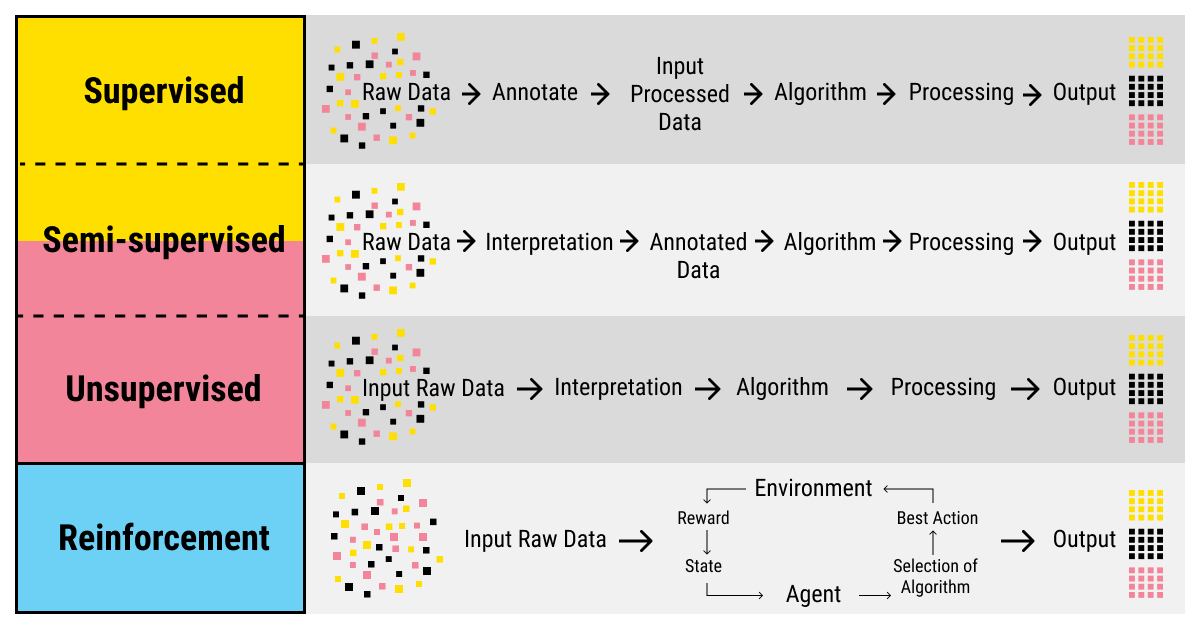 Supervised
Raw Data
Annotate
Input
Processed
Data
Algorithm
Processing
Output
Semi-supervised
Raw Data
Interpretation
Annotated
Data
Algorithm
Processing
Output
Unsupervised
Input Raw Data
Interpretation
Algorithm
Processing
Output
Reinforcement
Input Raw Data
Environment
Reward
State
Agent
Selection of
Algorithm
Best Action
Output